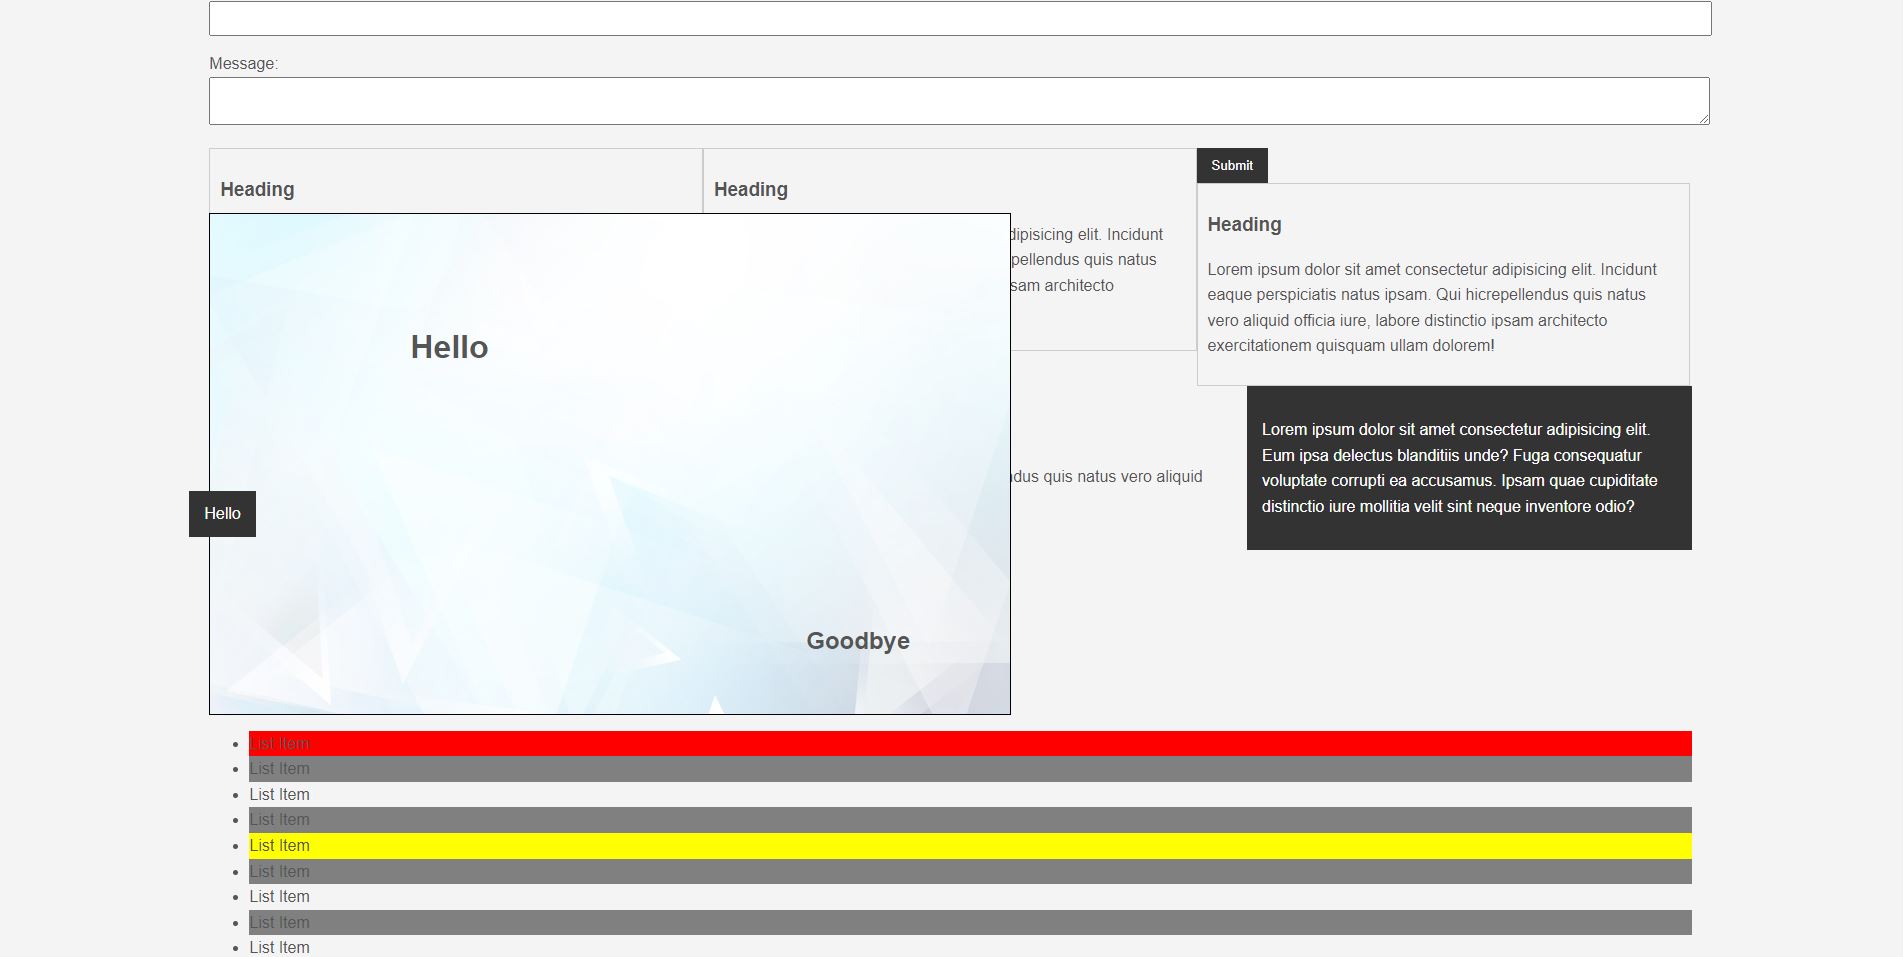 Message:
Submit
Heading
Heading
dipisicing elit. Incidunt
pellendus quis natus
sam architecto
Heading
Lorem ipsum dolor sit amet consectetur adipisicing elit. Incidunt
eaque perspiciatis natus ipsam. Qui hicrepellendus quis natus
vero aliquid officia iure, labore distinctio ipsam architecto
exercitationem quisquam ullam dolorem!
Hello
ndus quis natus vero aliquid
Lorem ipsum dolor sit amet consectetur adipisicing elit.
Eum ipsa delectus blanditiis unde? Fuga consequatur
voluptate corrupti ea accusamus. Ipsam quae cupiditate
distinctio iure mollitia velit sint neque inventore odio?
Hello
Goodbye
List Item
List Item
List Item
List Item
List Item
List Item
List Item
List Item
List Item